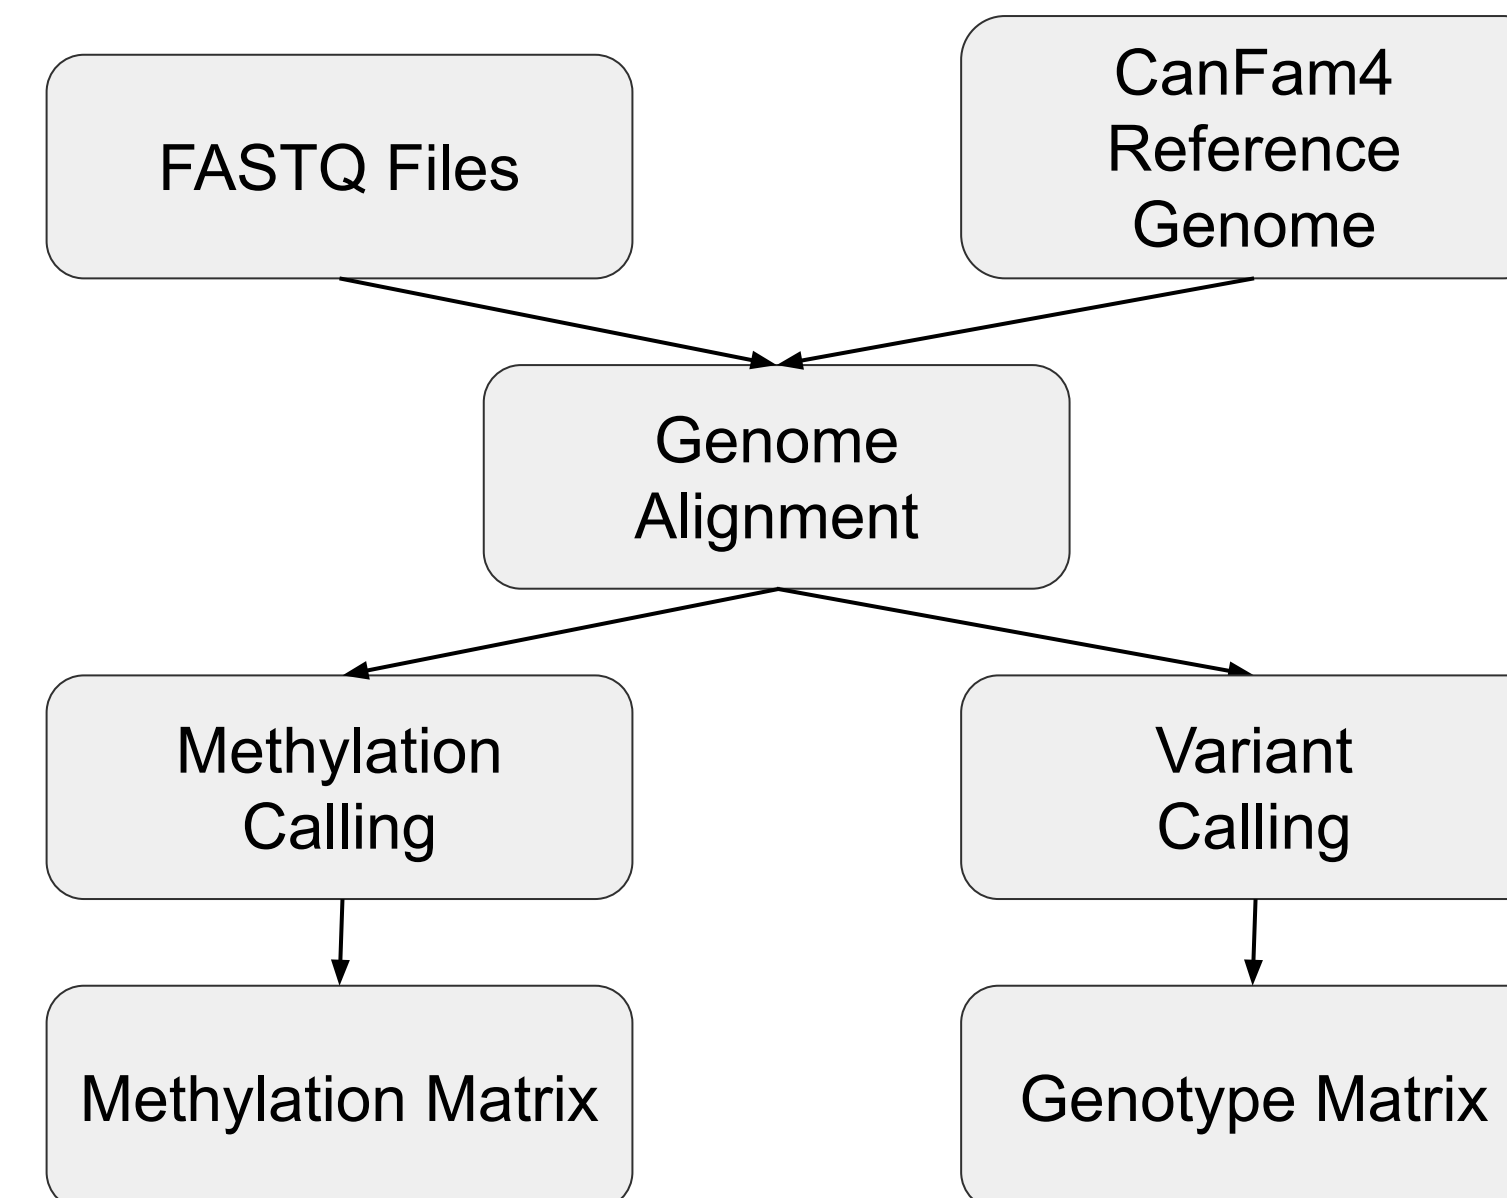 FASTQ Files
CanFam4
Reference
Genome
Genome
Alignment
Methylation
Calling
Variant
Calling
Methylation Matrix
Genotype Matrix